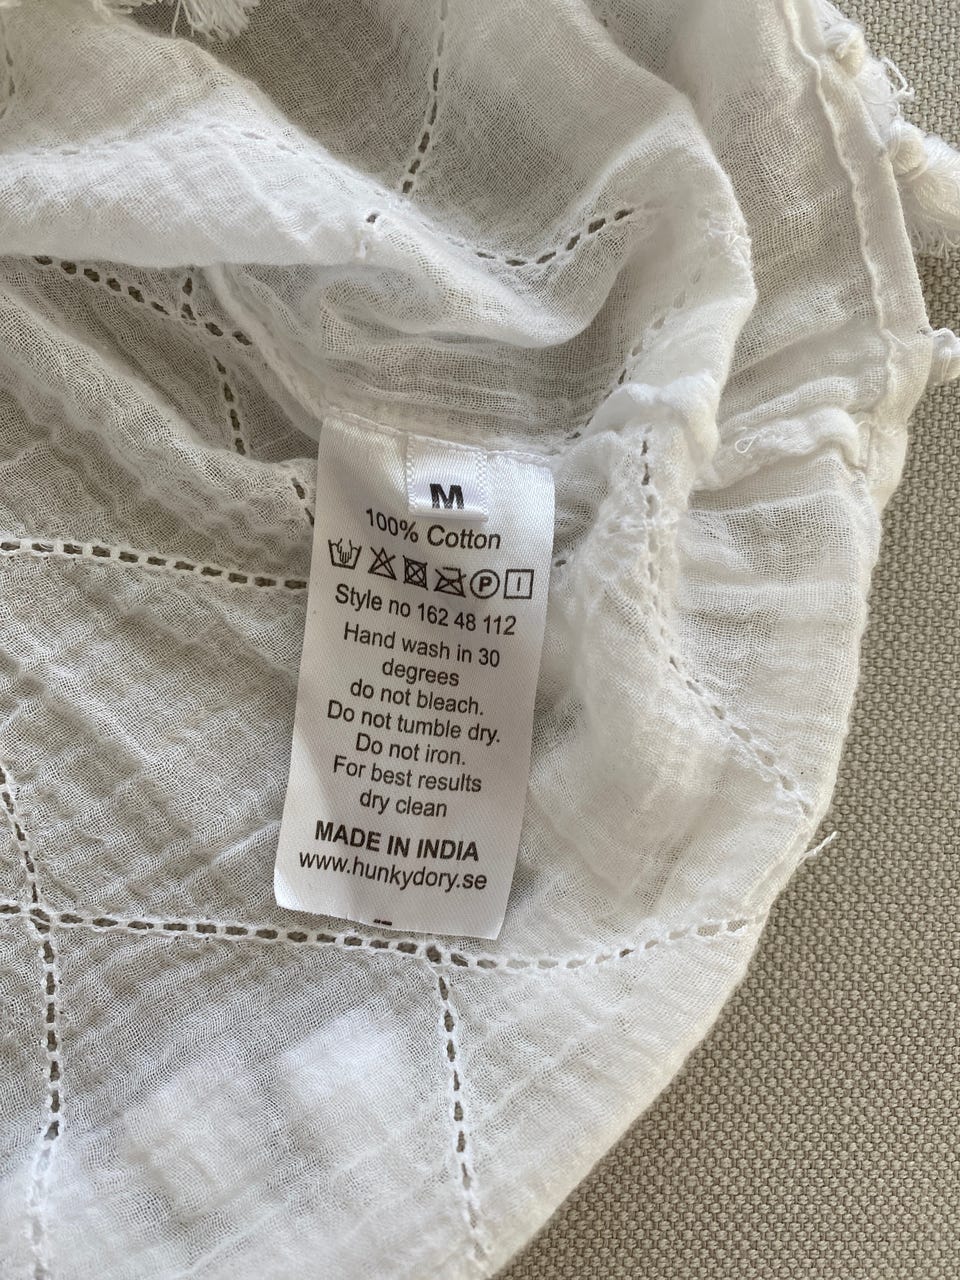 M
100% Cotton
P
Style no 162 48 112
Hand wash in 30
degrees
do not bleach.
Do not tumble dry.
Do not iron.
For best results
dry clean
MADE IN INDIA
www.hunkydory.se